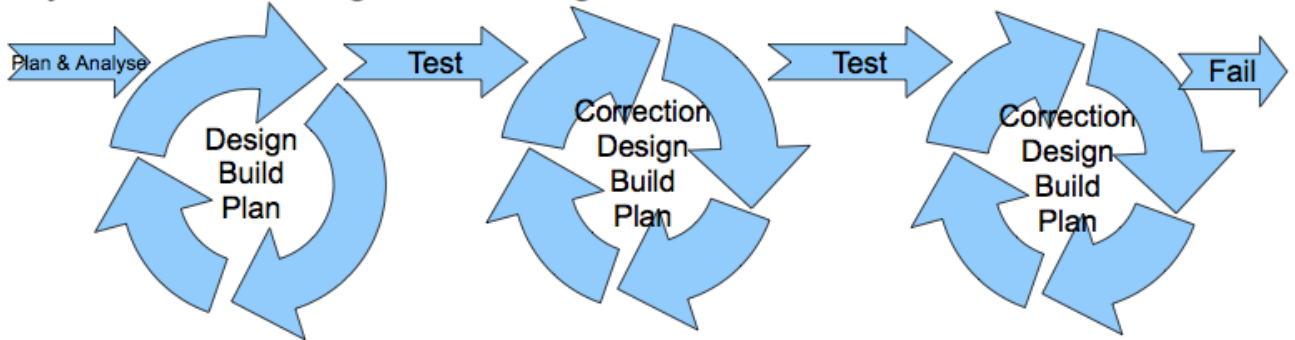 Plan & Analyse
Design
Build
Plan
Test
Correction
Design
Build
Plan
Test
Correction
Design
Build
Plan
Fail